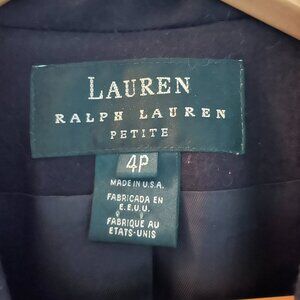 LAUREN
RALPH LAUREN
PETITE
4P
MADE IN U.S.A.
FABRICADA EN
E.E.U.U.
FABRIQUE AU
ETATS-UNIS